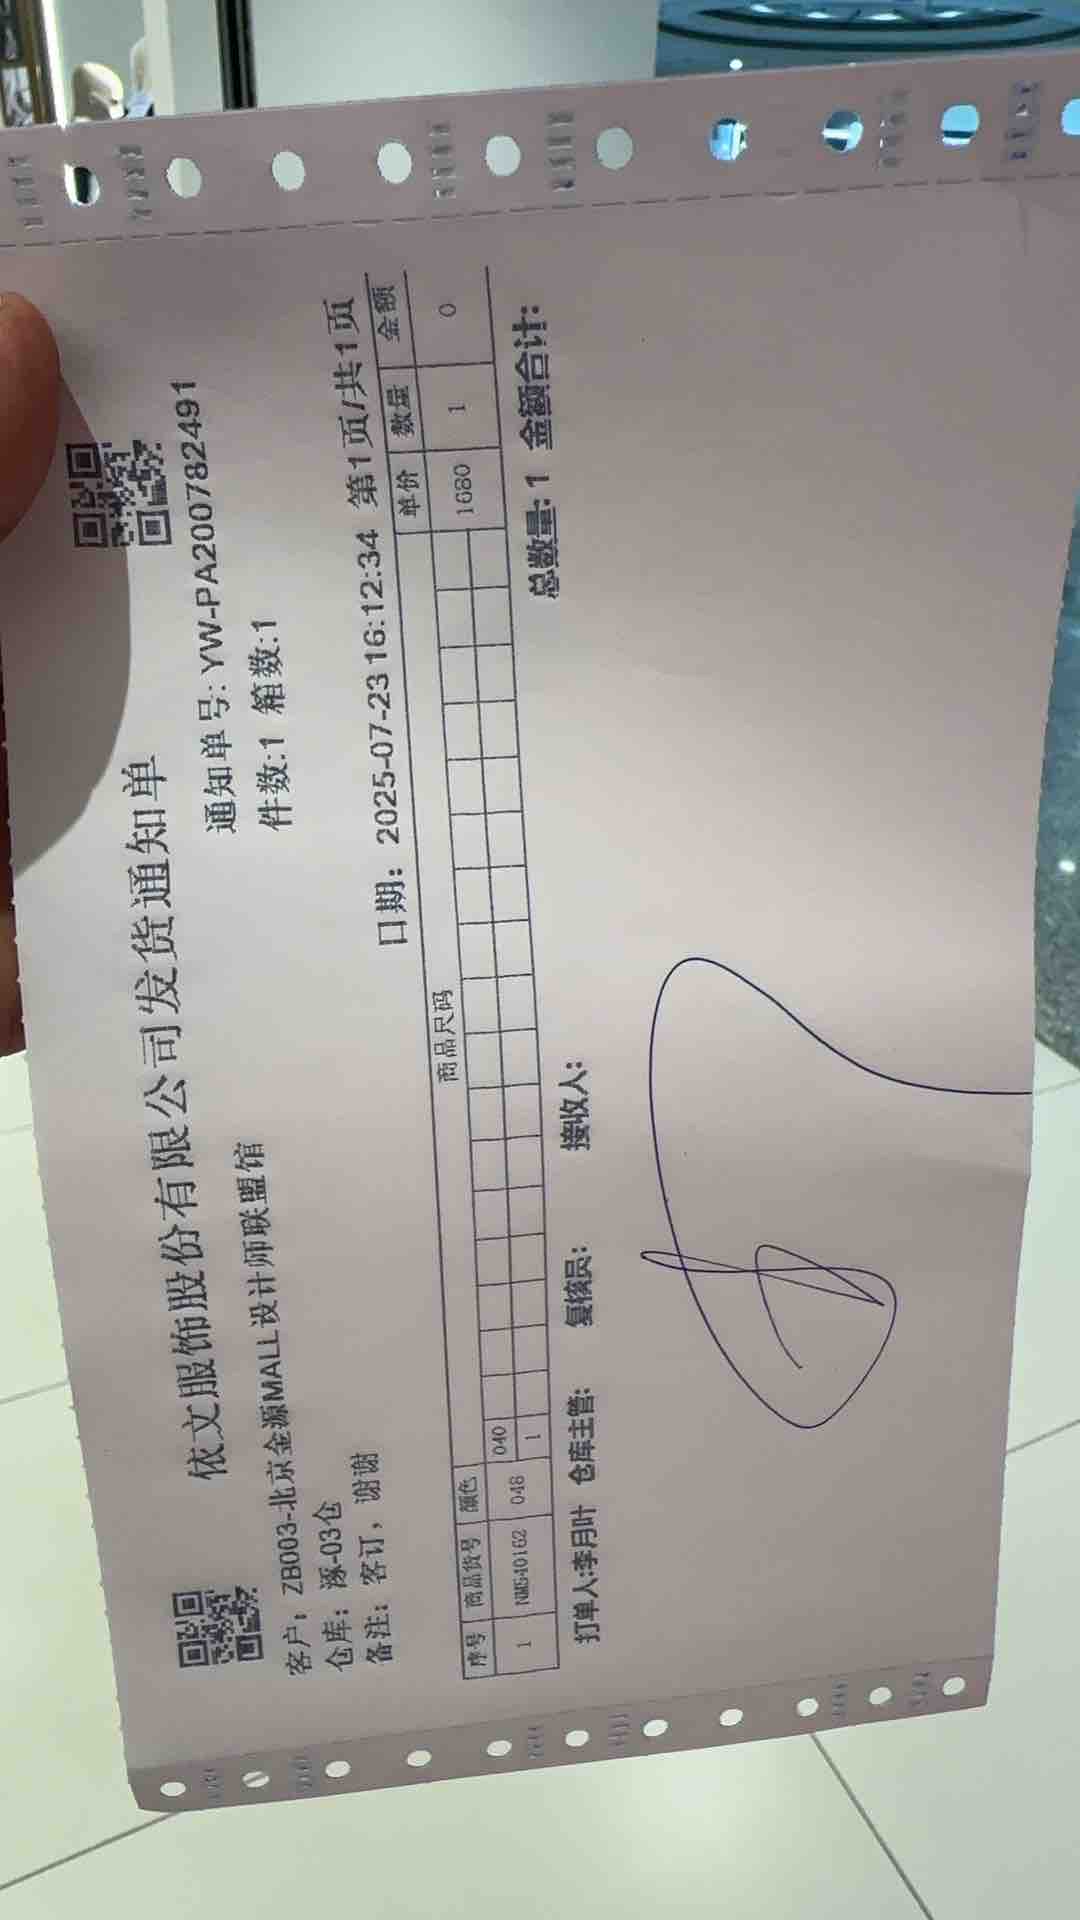 依文服饰股份有限公司发货通知单
客户: ZB003-北京金源MALL设计师联盟馆 通知单号: YW-PA200782491
仓库: 涿-03仓 件数:1 箱数:1
备注: 客订, 谢谢
日期: 2025-07-23 16:12:34 第1页/共1页
序号 商品货号 颜色 商品尺码 单价 数量 金额
040
1 NM540162 048 1 1680 1 0
总数量: 1 金额合计:
打单人:李月叶 仓库主管: 复核员: 接收人: